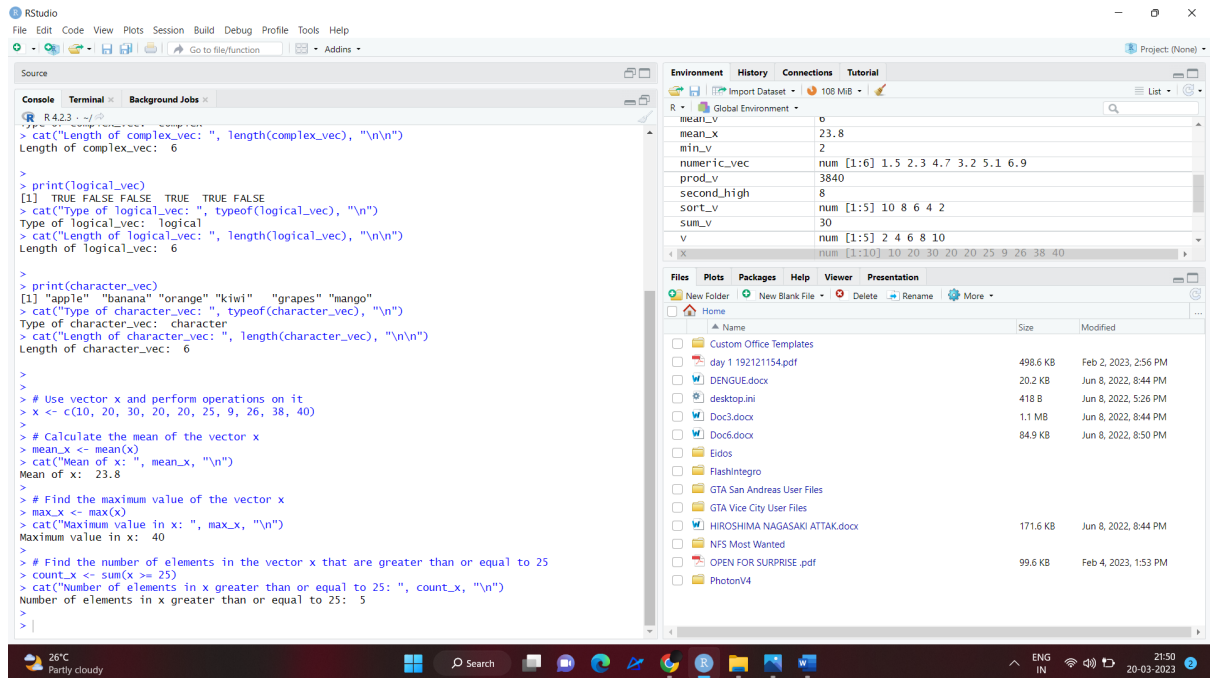 RStudio
File Edit Code View Plots Session Build Debug Profile Tools Help
Go to file/function Addins
Project: (None)
Source
Console Terminal Background Jobs
R 4.2.3 · ~/
> cat("Length of complex_vec: ", length(complex_vec), "\n\n")
Length of complex_vec:  6
>
> print(logical_vec)
[1]  TRUE FALSE FALSE  TRUE  TRUE FALSE
> cat("Type of logical_vec: ", typeof(logical_vec), "\n")
Type of logical_vec:  logical
> cat("Length of logical_vec: ", length(logical_vec), "\n\n")
Length of logical_vec:  6
>
> print(character_vec)
[1] "apple"  "banana" "orange" "kiwi"   "grapes" "mango"
> cat("Type of character_vec: ", typeof(character_vec), "\n")
Type of character_vec:  character
> cat("Length of character_vec: ", length(character_vec), "\n\n")
Length of character_vec:  6
>
>
> # Use vector x and perform operations on it
> x <- c(10, 20, 30, 20, 20, 25, 9, 26, 38, 40)
>
> # Calculate the mean of the vector x
> mean_x <- mean(x)
> cat("Mean of x: ", mean_x, "\n")
Mean of x:  23.8
>
> # Find the maximum value of the vector x
> max_x <- max(x)
> cat("Maximum value in x: ", max_x, "\n")
Maximum value in x:  40
>
> # Find the number of elements in the vector x that are greater than or equal to 25
> count_x <- sum(x >= 25)
> cat("Number of elements in x greater than or equal to 25: ", count_x, "\n")
Number of elements in x greater than or equal to 25:  5
>
>
Environment History Connections Tutorial
Import Dataset 108 MiB List
R Global Environment
mean_v 6
mean_x 23.8
min_v 2
numeric_vec num [1:6] 1.5 2.3 4.7 3.2 5.1 6.9
prod_v 3840
second_high 8
sort_v num [1:5] 10 8 6 4 2
sum_v 30
v num [1:5] 2 4 6 8 10
x num [1:10] 10 20 30 20 20 25 9 26 38 40
Files Plots Packages Help Viewer Presentation
New Folder New Blank File Delete Rename More
Home
Name Size Modified
Custom Office Templates
day 1 192121154.pdf 498.6 KB Feb 2, 2023, 2:56 PM
DENGUE.docx 20.2 KB Jun 8, 2022, 8:44 PM
desktop.ini 418 B Jun 8, 2022, 5:26 PM
Doc3.docx 1.1 MB Jun 8, 2022, 8:44 PM
Doc6.docx 84.9 KB Jun 8, 2022, 8:50 PM
Eidos
FlashIntegro
GTA San Andreas User Files
GTA Vice City User Files
HIROSHIMA NAGASAKI ATTAK.docx 171.6 KB Jun 8, 2022, 8:44 PM
NFS Most Wanted
OPEN FOR SURPRISE .pdf 99.6 KB Feb 4, 2023, 1:53 PM
PhotonV4
26°C
Partly cloudy
Search
ENG
IN
21:50
20-03-2023
2